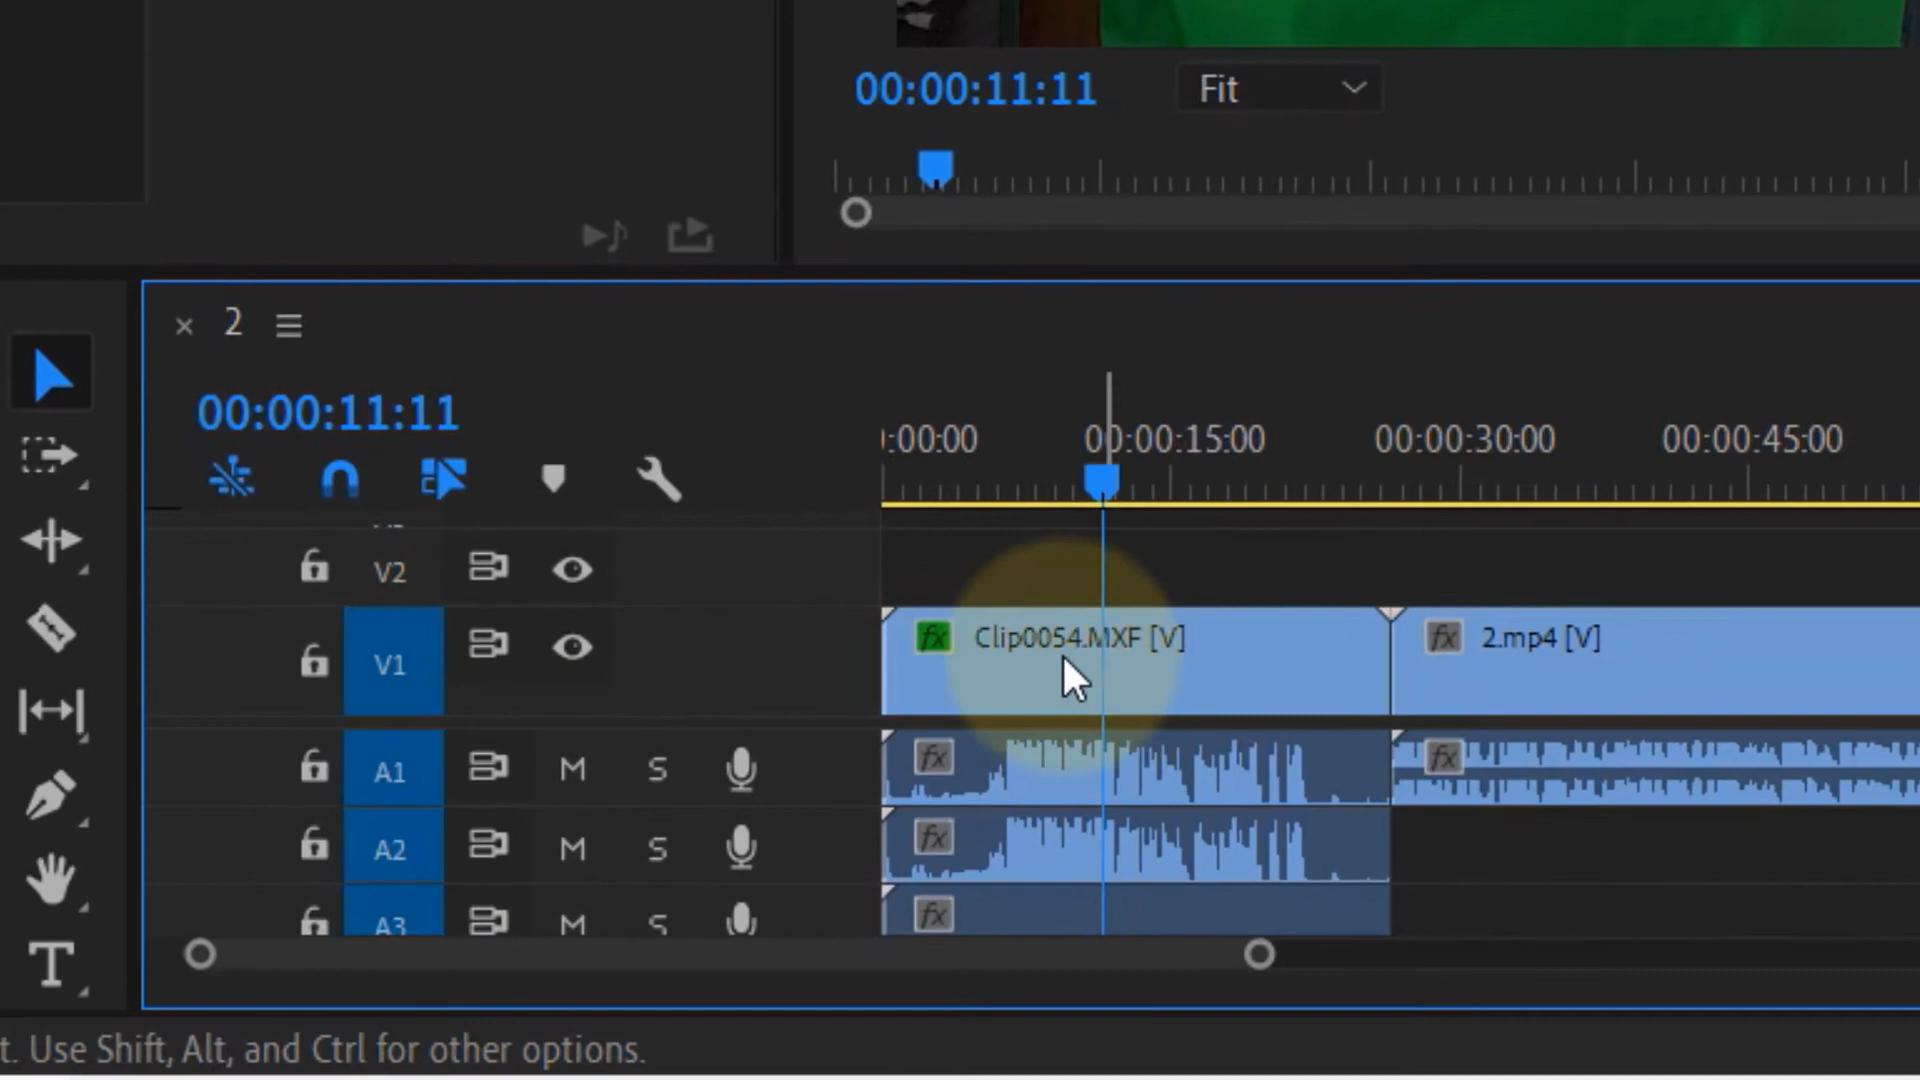 00:00:11:11 Fit
2
00:00:11:11
:00:00 00:00:15:00 00:00:30:00 00:00:45:00
V2
V1 fx Clip0054.MXF [V] fx 2.mp4 [V]
A1 M S fx fx
A2 M S fx
A3 M S fx
T
t. Use Shift, Alt, and Ctrl for other options.